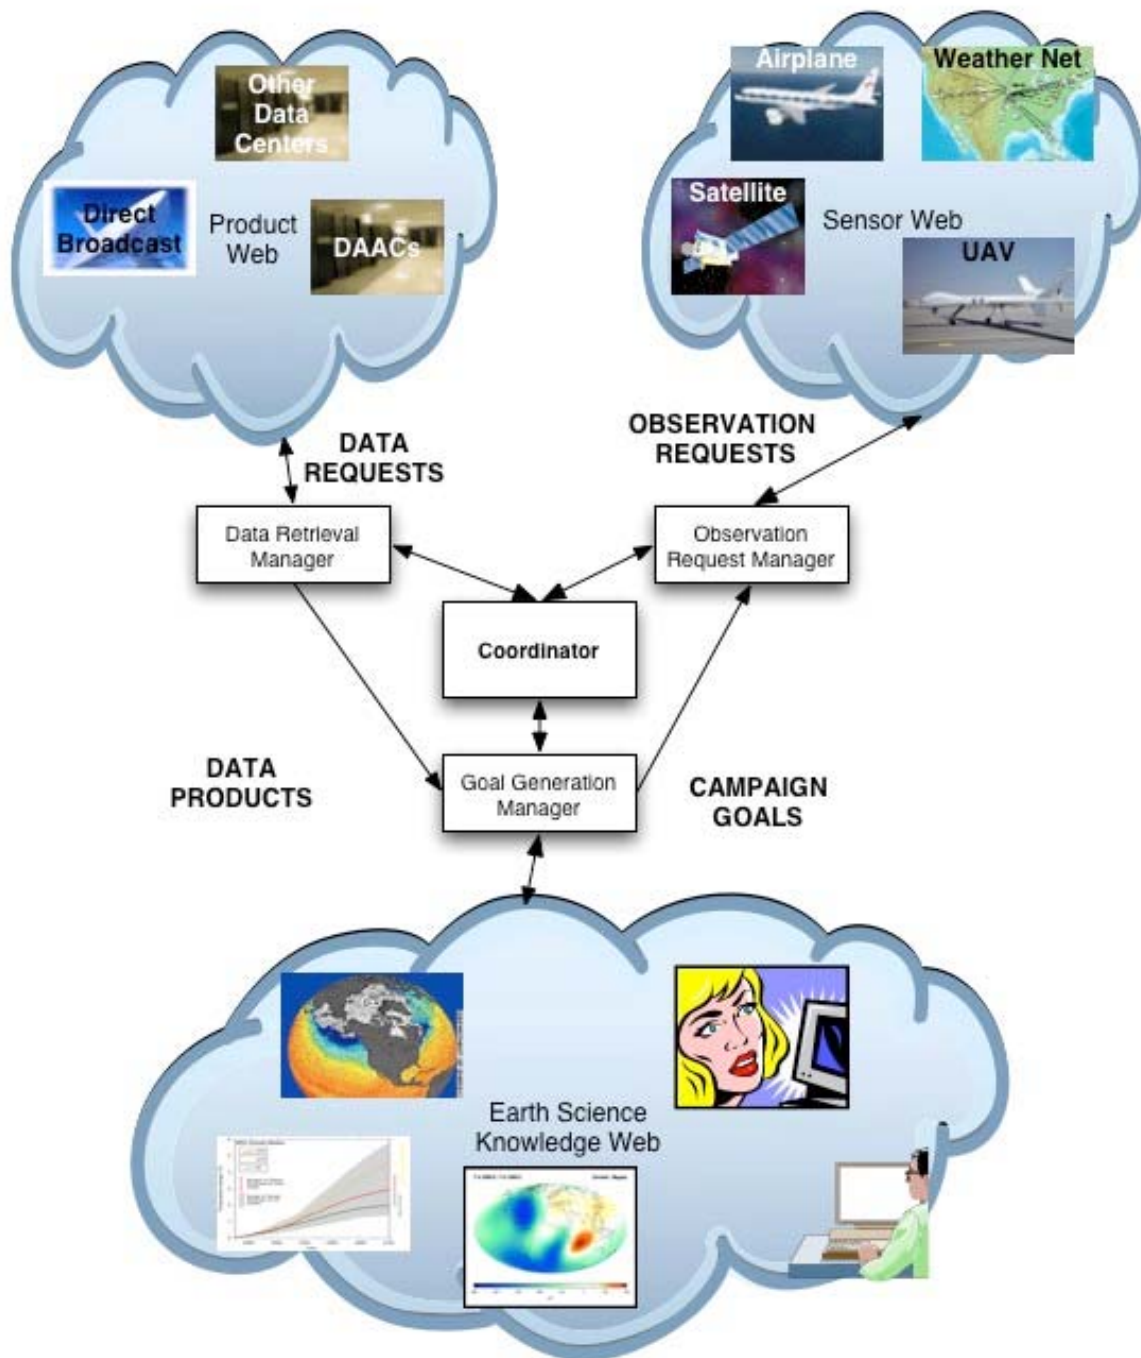 Other
Data
Centers
Direct
Broadcast
Product
Web
DAACs
Airplane
Weather Net
Satellite
Sensor Web
UAV
DATA
REQUESTS
OBSERVATION
REQUESTS
Data Retrieval
Manager
Observation
Request Manager
Coordinator
DATA
PRODUCTS
Goal Generation
Manager
CAMPAIGN
GOALS
Earth Science
Knowledge Web